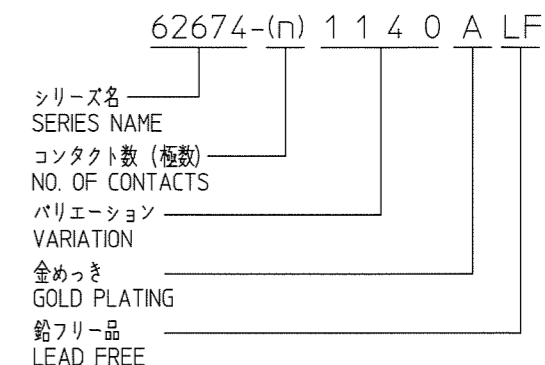 62674-(n) 1 1 4 0 A LF
シリーズ名
SERIES NAME
コンタクト数 (極数)
NO. OF CONTACTS
バリエーション
VARIATION
金めっき
GOLD PLATING
鉛フリー品
LEAD FREE